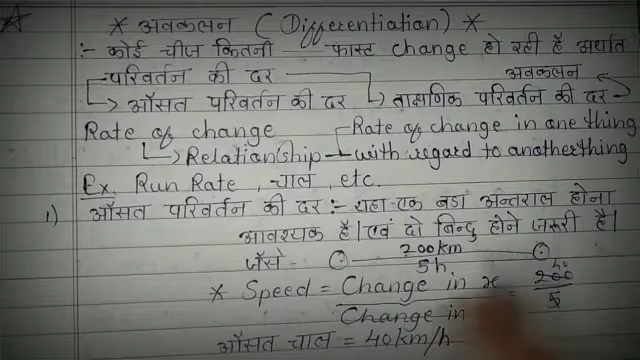 * अवकलन (Differentiation) *
:- कोई चीज कितनी फास्ट change हो रही है अर्थात
परिवर्तन की दर अवकलन
→ औसत परिवर्तन की दर → तात्क्षणिक परिवर्तन की दर
Rate of change Rate of change in one thing
→ Relationship with regard to another thing
Ex. Run Rate, चाल, etc.
1) औसत परिवर्तन की दर :- यहा एक बडा अन्तराल होना
आवश्यक है। एवं दो बिन्दु होने जरूरी है।
जैसे- 200km
5h
* Speed = Change in x = 200 40
Change in 5
औसत चाल = 40km/h